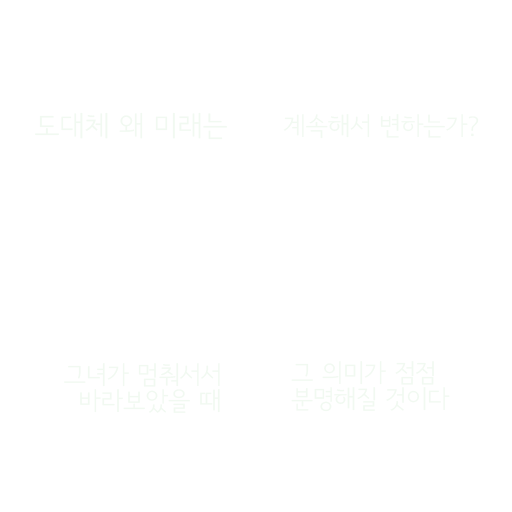 도대체 왜 미래는
계속해서 변하는가?
그녀가 멈춰서서
바라보았을 때
그 의미가 점점
분명해질 것이다